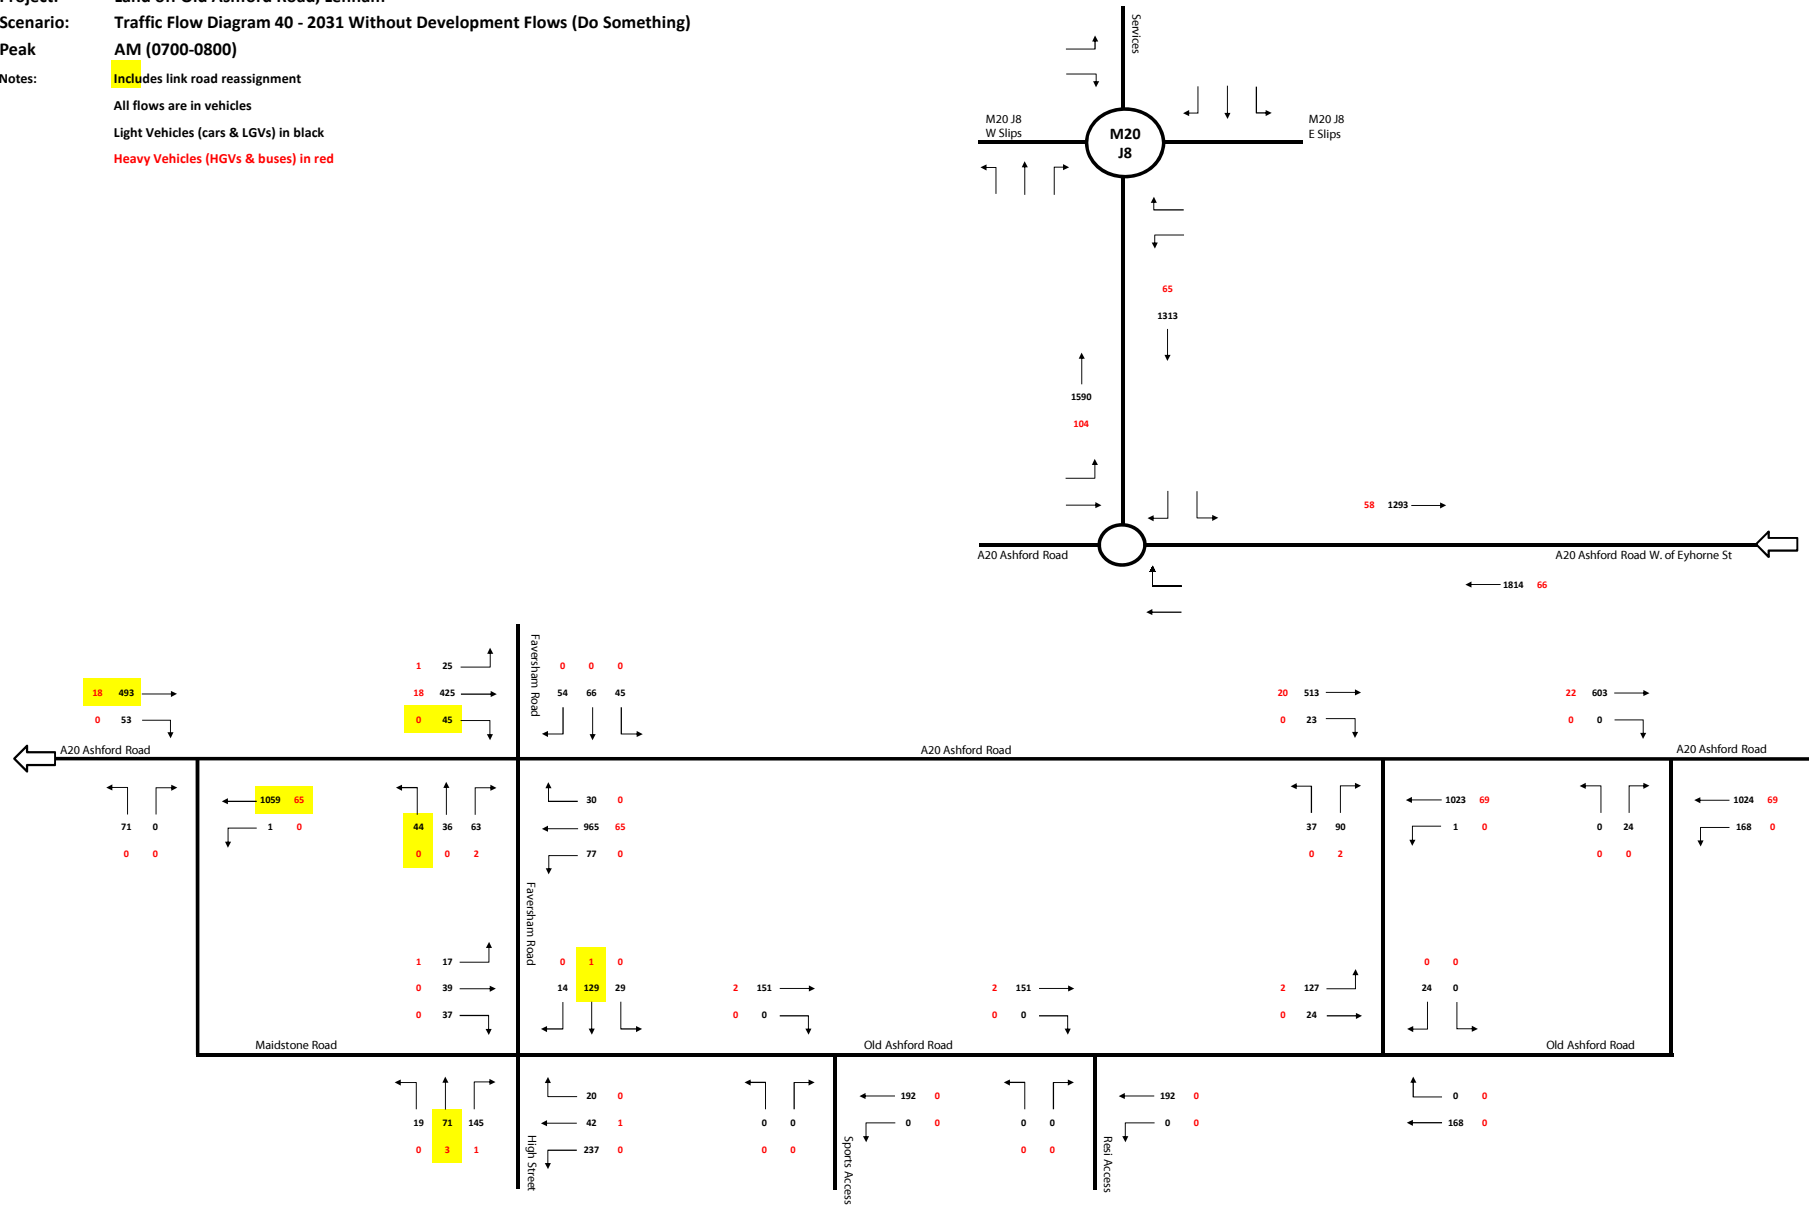 Project: Land off Old Ashford Road, Lenham
Scenario: Traffic Flow Diagram 40 - 2031 Without Development Flows (Do Something)
Peak AM (0700-0800)
Notes: Includes link road reassignment
All flows are in vehicles
Light Vehicles (cars & LGVs) in black
Heavy Vehicles (HGVs & buses) in red
Services
M20 J8
W Slips
M20
J8
M20 J8
E Slips
65
1313
1590
104
58 1293
A20 Ashford Road
A20 Ashford Road W. of Eyhorne St
1814 66
Faversham Road
1 25
0 0 0
18 493
18 425
54 66 45
20 513
22 603
0 53
0 45
0 23
0 0
A20 Ashford Road
A20 Ashford Road
A20 Ashford Road
1059 65
30 0
1023 69
1024 69
71 0
1 0
44 36 63
965 65
37 90
1 0
0 24
168 0
0 0
0 0 2
77 0
0 2
0 0
Faversham Road
1 17
0 1 0
0 0
0 39
14 129 29
2 151
2 151
2 127
24 0
0 37
0 0
0 0
0 24
Maidstone Road
Old Ashford Road
Old Ashford Road
20 0
192 0
192 0
0 0
19 71 145
42 1
0 0
0 0
0 0
0 0
168 0
0 3 1
237 0
0 0
0 0
High Street
Sports Access
Resi Access